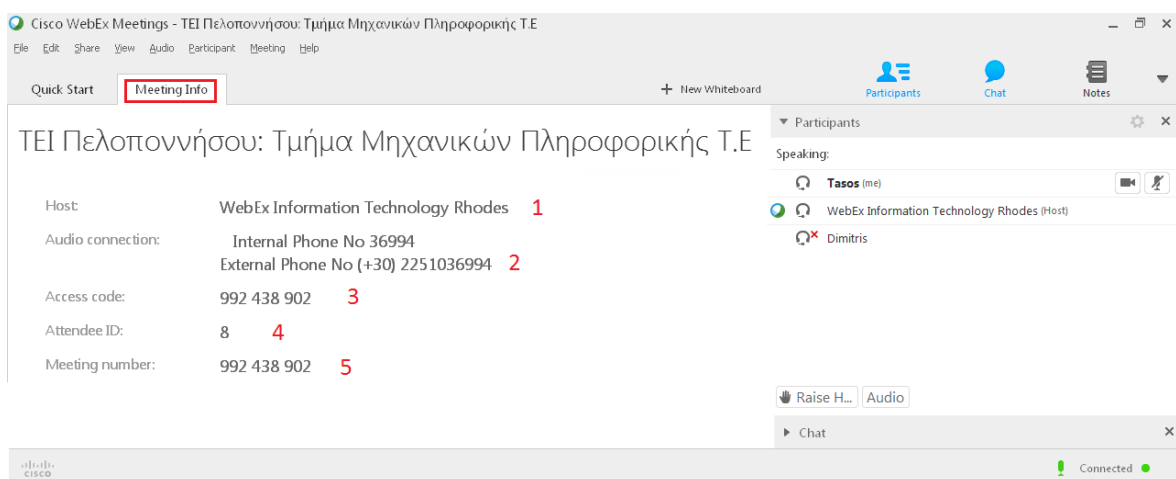 Cisco WebEx Meetings - ΤΕΙ Πελοποννήσου: Τμήμα Μηχανικών Πληροφορικής Τ.Ε
File Edit Share View Audio Participant Meeting Help
Quick Start Meeting Info + New Whiteboard Participants Chat Notes
ΤΕΙ Πελοποννήσου: Τμήμα Μηχανικών Πληροφορικής Τ.Ε
Host: WebEx Information Technology Rhodes 1
Audio connection: Internal Phone No 36994
External Phone No (+30) 2251036994 2
Access code: 992 438 902 3
Attendee ID: 8 4
Meeting number: 992 438 902 5
Participants
Speaking:
Tasos (me)
WebEx Information Technology Rhodes (Host)
Dimitris
Raise H... Audio
Chat
cisco Connected